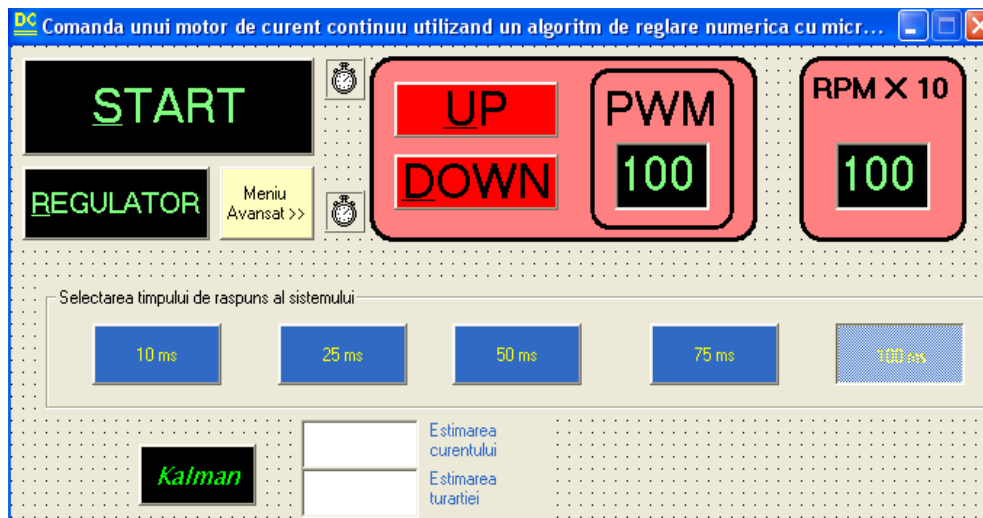 DC Comanda unui motor de curent continuu utilizand un algoritm de reglare numerica cu micr...
START
UP
PWM
RPM X 10
100
100
DOWN
REGULATOR
Meniu
Avansat >>
Selectarea timpului de raspuns al sistemului
10 ms
25 ms
50 ms
75 ms
100 ms
Kalman
Estimarea
curentului
Estimarea
turartiei